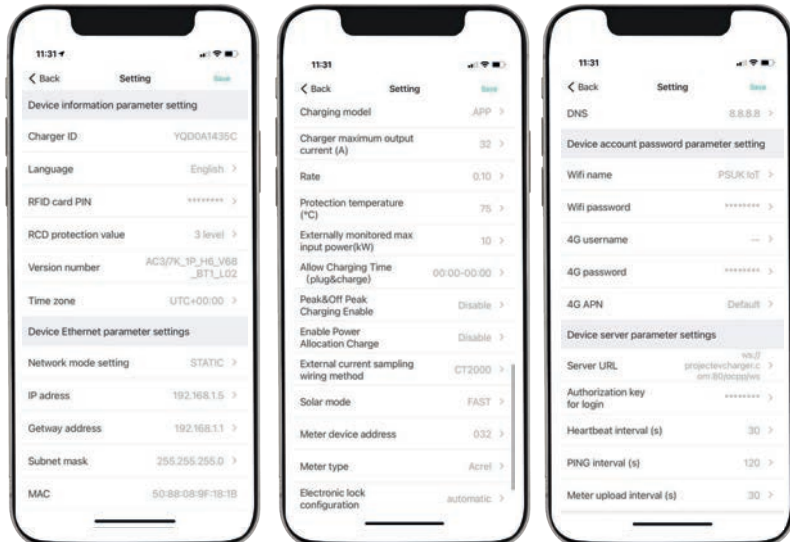 11:31
Back Setting Save
Device information parameter setting
Charger ID YQD0A1435C
Language English
RFID card PIN ********
RCD protection value 3 level
Version number AC3/7K_1P_H6_V68
_BT1_L02
Time zone UTC+00:00
Device Ethernet parameter settings
Network mode setting STATIC
IP adress 192.168.1.5
Getway address 192.168.1.1
Subnet mask 255.255.255.0
MAC 50:88:08:9F:18:1B
11:31
Back Setting Save
Charging model APP
Charger maximum output
current (A) 32
Rate 0.10
Protection temperature
(°C) 75
Externally monitored max
input power(kW) 10
Allow Charging Time
(plug&charge) 00:00-00:00
Peak&Off Peak
Charging Enable Disable
Enable Power
Allocation Charge Disable
External current sampling
wiring method CT2000
Solar mode FAST
Meter device address 032
Meter type Acrel
Electronic lock
configuration automatic
11:31
Back Setting Save
DNS 8.8.8.8
Device account password parameter setting
Wifi name PSUK IoT
Wifi password ********
4G username —
4G password ********
4G APN Default
Device server parameter settings
Server URL ws://
projectevcharger.c
om:80/ocpp/ws
Authorization key
for login ********
Heartbeat interval (s) 30
PING interval (s) 120
Meter upload interval (s) 30